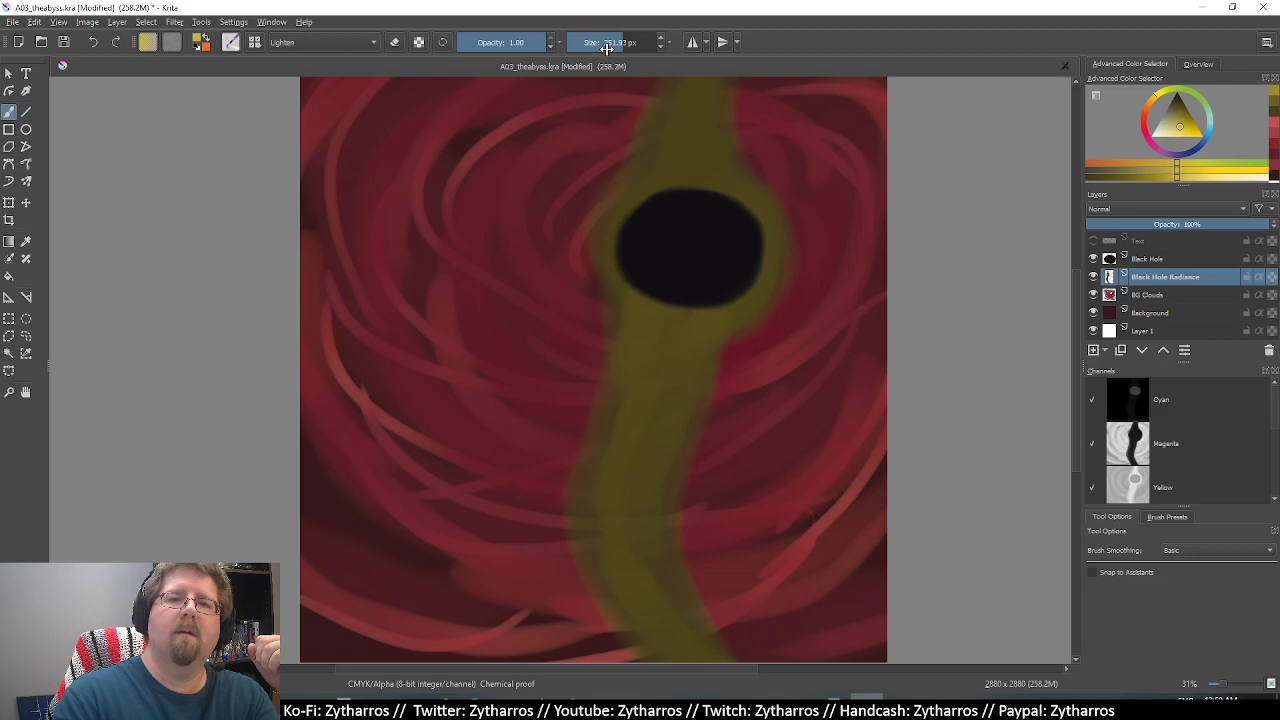 A03_theabyss.kra [Modified] (258.2M) * - Krita
File Edit View Image Layer Select Filter Tools Settings Window Help
Lighten Opacity: 1.00
A03_theabyss.kra [Modified] (258.2M)
Advanced Color Selector Overview
Advanced Color Selector
Layers
Normal
Opacity: 100%
Text
Black Hole
Black Hole Radiance
BG Clouds
Background
Layer 1
Channels
Cyan
Magenta
Yellow
Tool Options Brush Presets
Tool Options
Brush Smoothing: Basic
Snap to Assistants
CMYK/Alpha (8-bit integer/channel) Chemical proof 2880 x 2880 (258.2M) 31%
Ko-Fi: Zytharros // Twitter: Zytharros // Youtube: Zytharros // Twitch: Zytharros // Handcash: Zytharros // Paypal: Zytharros